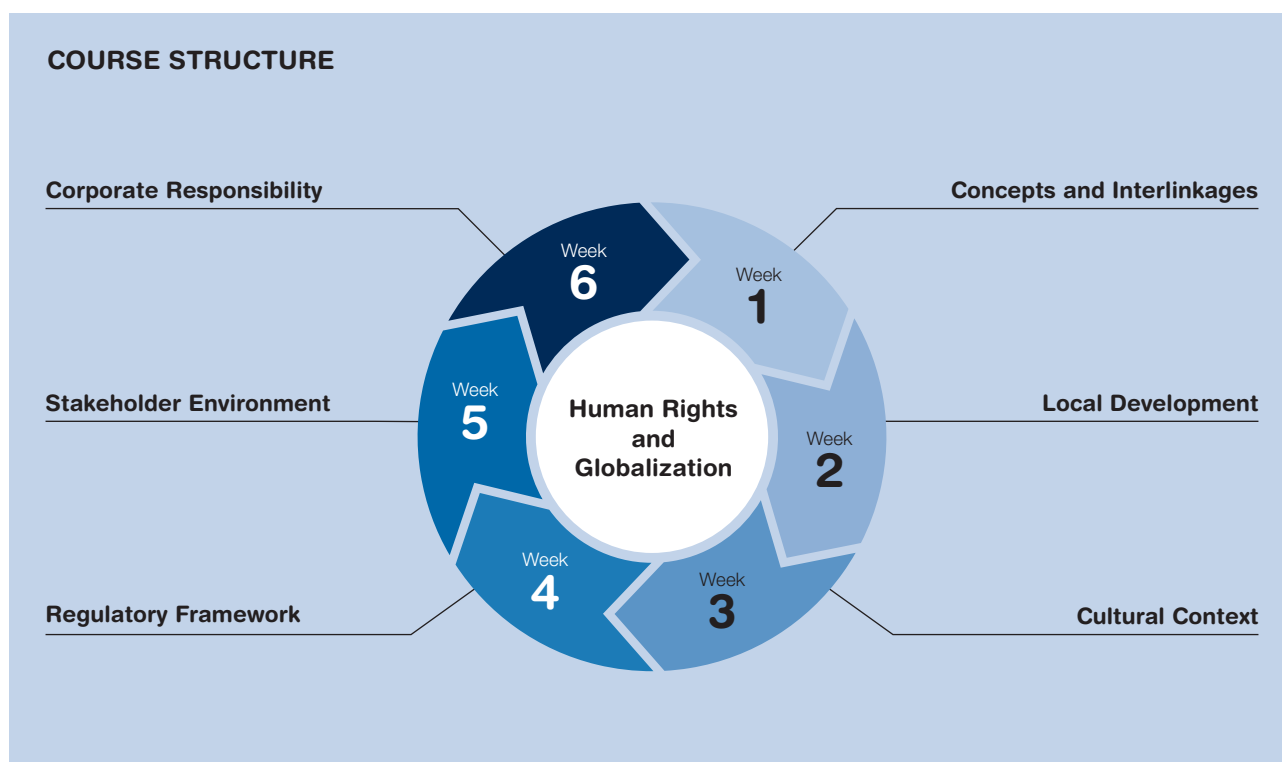 COURSE STRUCTURE
Corporate Responsibility
Concepts and Interlinkages
Week
6
Week
1
Stakeholder Environment
Week
5
Human Rights
and
Globalization
Local Development
Week
2
Regulatory Framework
Week
4
Week
3
Cultural Context